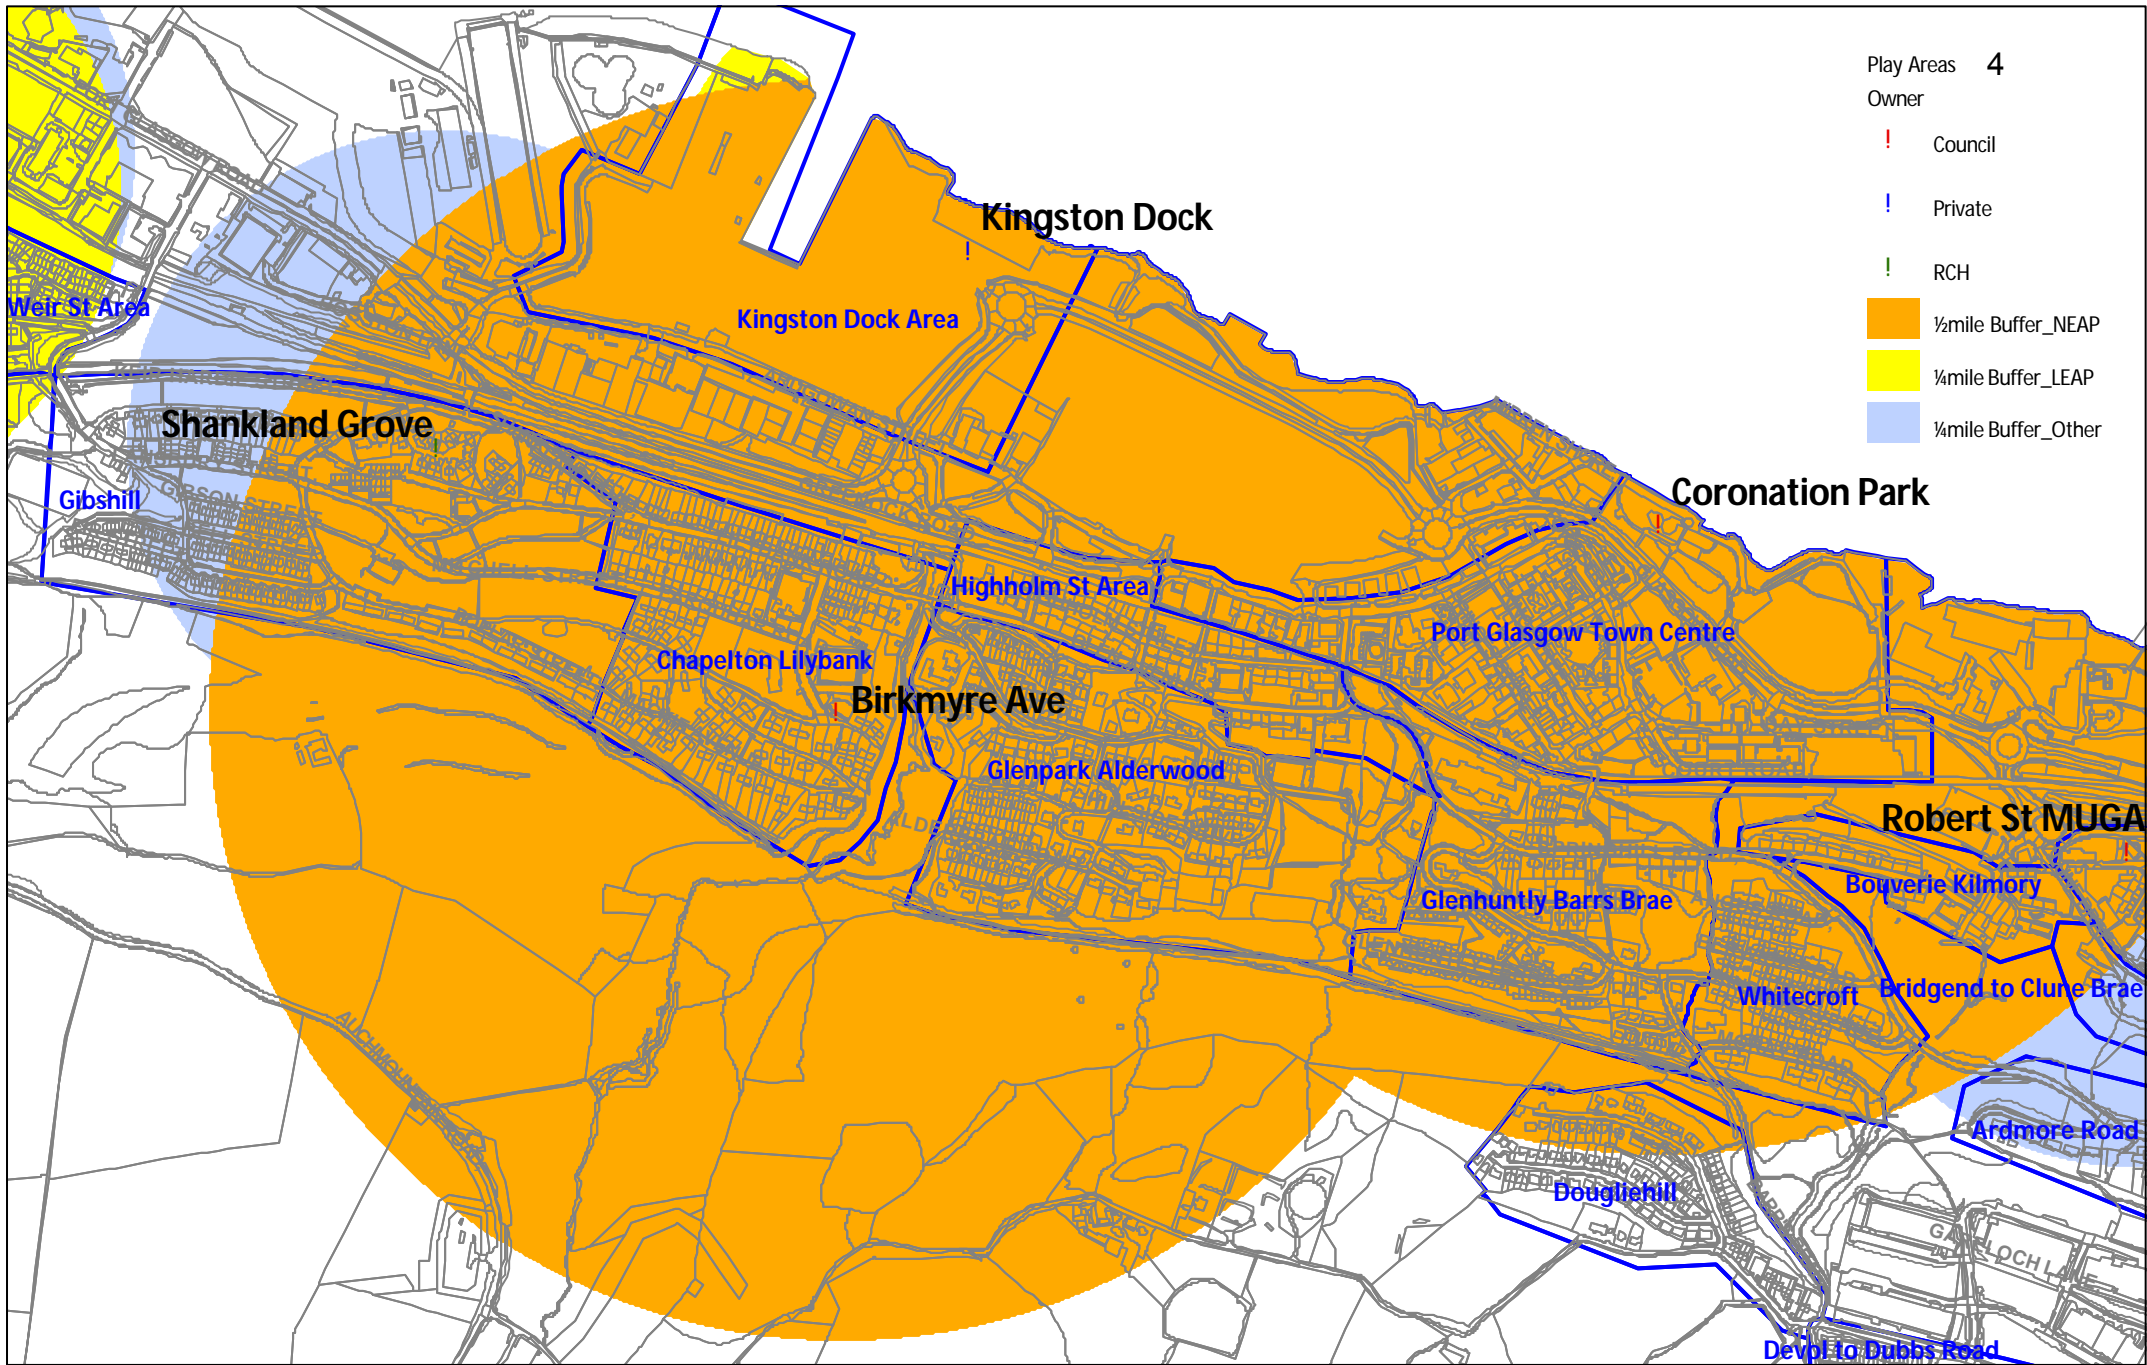 Play Areas 4
Owner
! Council
! Private
! RCH
½mile Buffer_NEAP
¼mile Buffer_LEAP
¼mile Buffer_Other
Kingston Dock
Weir St Area
Kingston Dock Area
Shankland Grove
Gibshill
GIBSON STREET
Coronation Park
Highholm St Area
Port Glasgow Town Centre
Chapelton Lilybank
Birkmyre Ave
Glenpark Alderwood
Robert St MUGA
Bouverie Kilmory
Glenhuntly Barrs Brae
Whitecroft
Bridgend to Clune Brae
Ardmore Road
Dougliehill
Devol to Dubbs Road